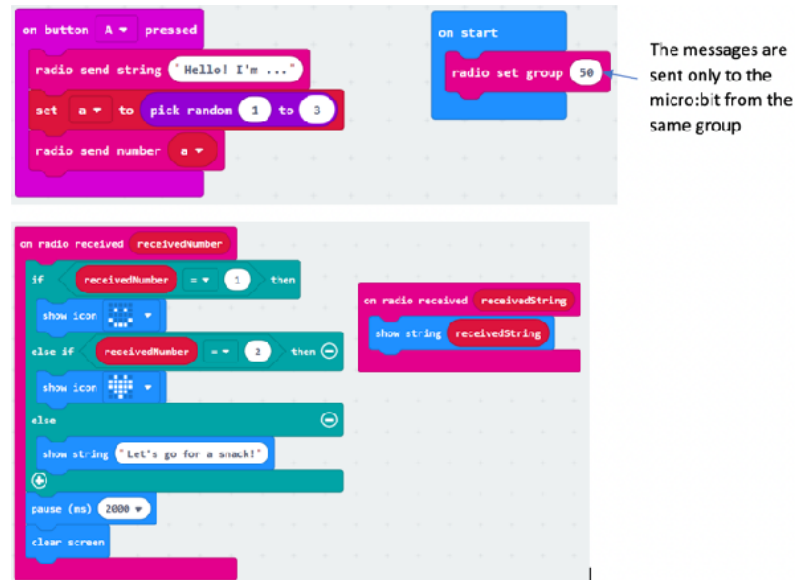 on button A pressed
radio send string "Hello! I'm ..."
set a to pick random 1 to 3
radio send number a
on start
radio set group 50
The messages are
sent only to the
micro:bit from the
same group
on radio received receivedNumber
if receivedNumber = 1 then
show icon
else if receivedNumber = 2 then
show icon
else
show string "Let's go for a snack!"
pause (ms) 2000
clear screen
on radio received receivedString
show string receivedString